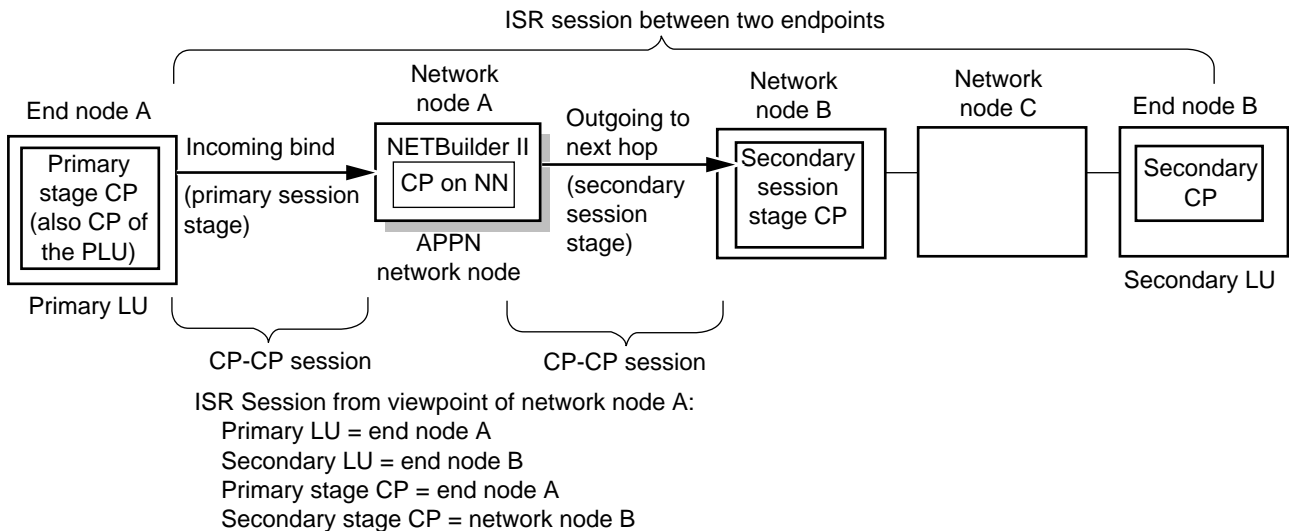 ISR session between two endpoints
End node A
Primary
stage CP
(also CP of
the PLU)
Primary LU
Incoming bind
(primary session
stage)
Network
node A
NETBuilder II
CP on NN
APPN
network node
Outgoing to
next hop
(secondary
session
stage)
Network
node B
Secondary
session
stage CP
Network
node C
End node B
Secondary
CP
Secondary LU
CP-CP session
CP-CP session
ISR Session from viewpoint of network node A:
Primary LU = end node A
Secondary LU = end node B
Primary stage CP = end node A
Secondary stage CP = network node B